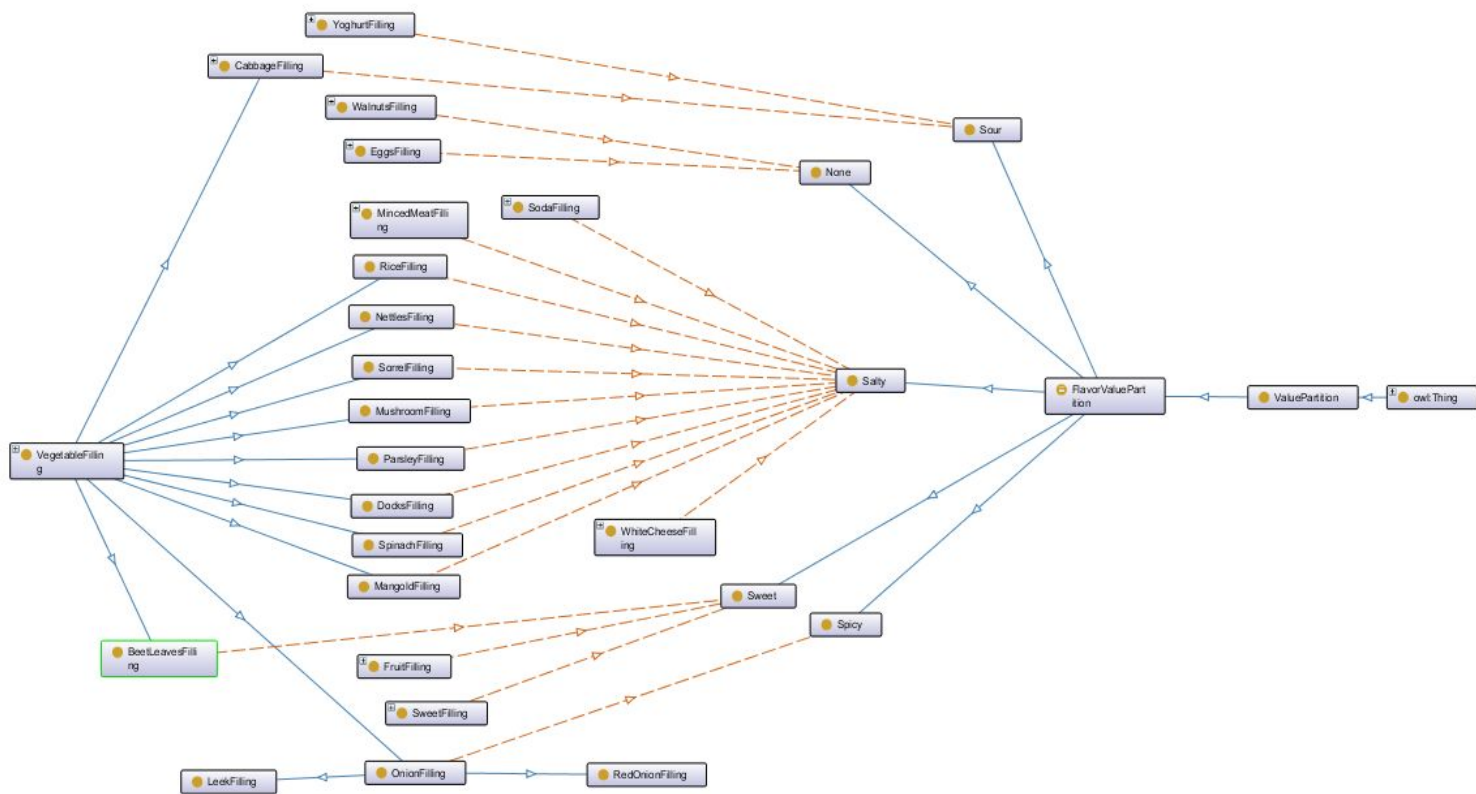 YoghurtFilling
CabbageFilling
WalnutsFilling
Sour
EggsFilling
None
MincedMeatFilli
ng
SodaFilling
RiceFilling
NettlesFilling
SorrelFilling
Salty
FlavorValuePart
ition
ValuePartition
owl:Thing
MushroomFilling
VegetableFillin
g
ParsleyFilling
DocksFilling
WhiteCheeseFill
ing
SpinachFilling
MangoldFilling
Sweet
Spicy
BeetLeavesFilli
ng
FruitFilling
SweetFilling
LeekFilling
OnionFilling
RedOnionFilling